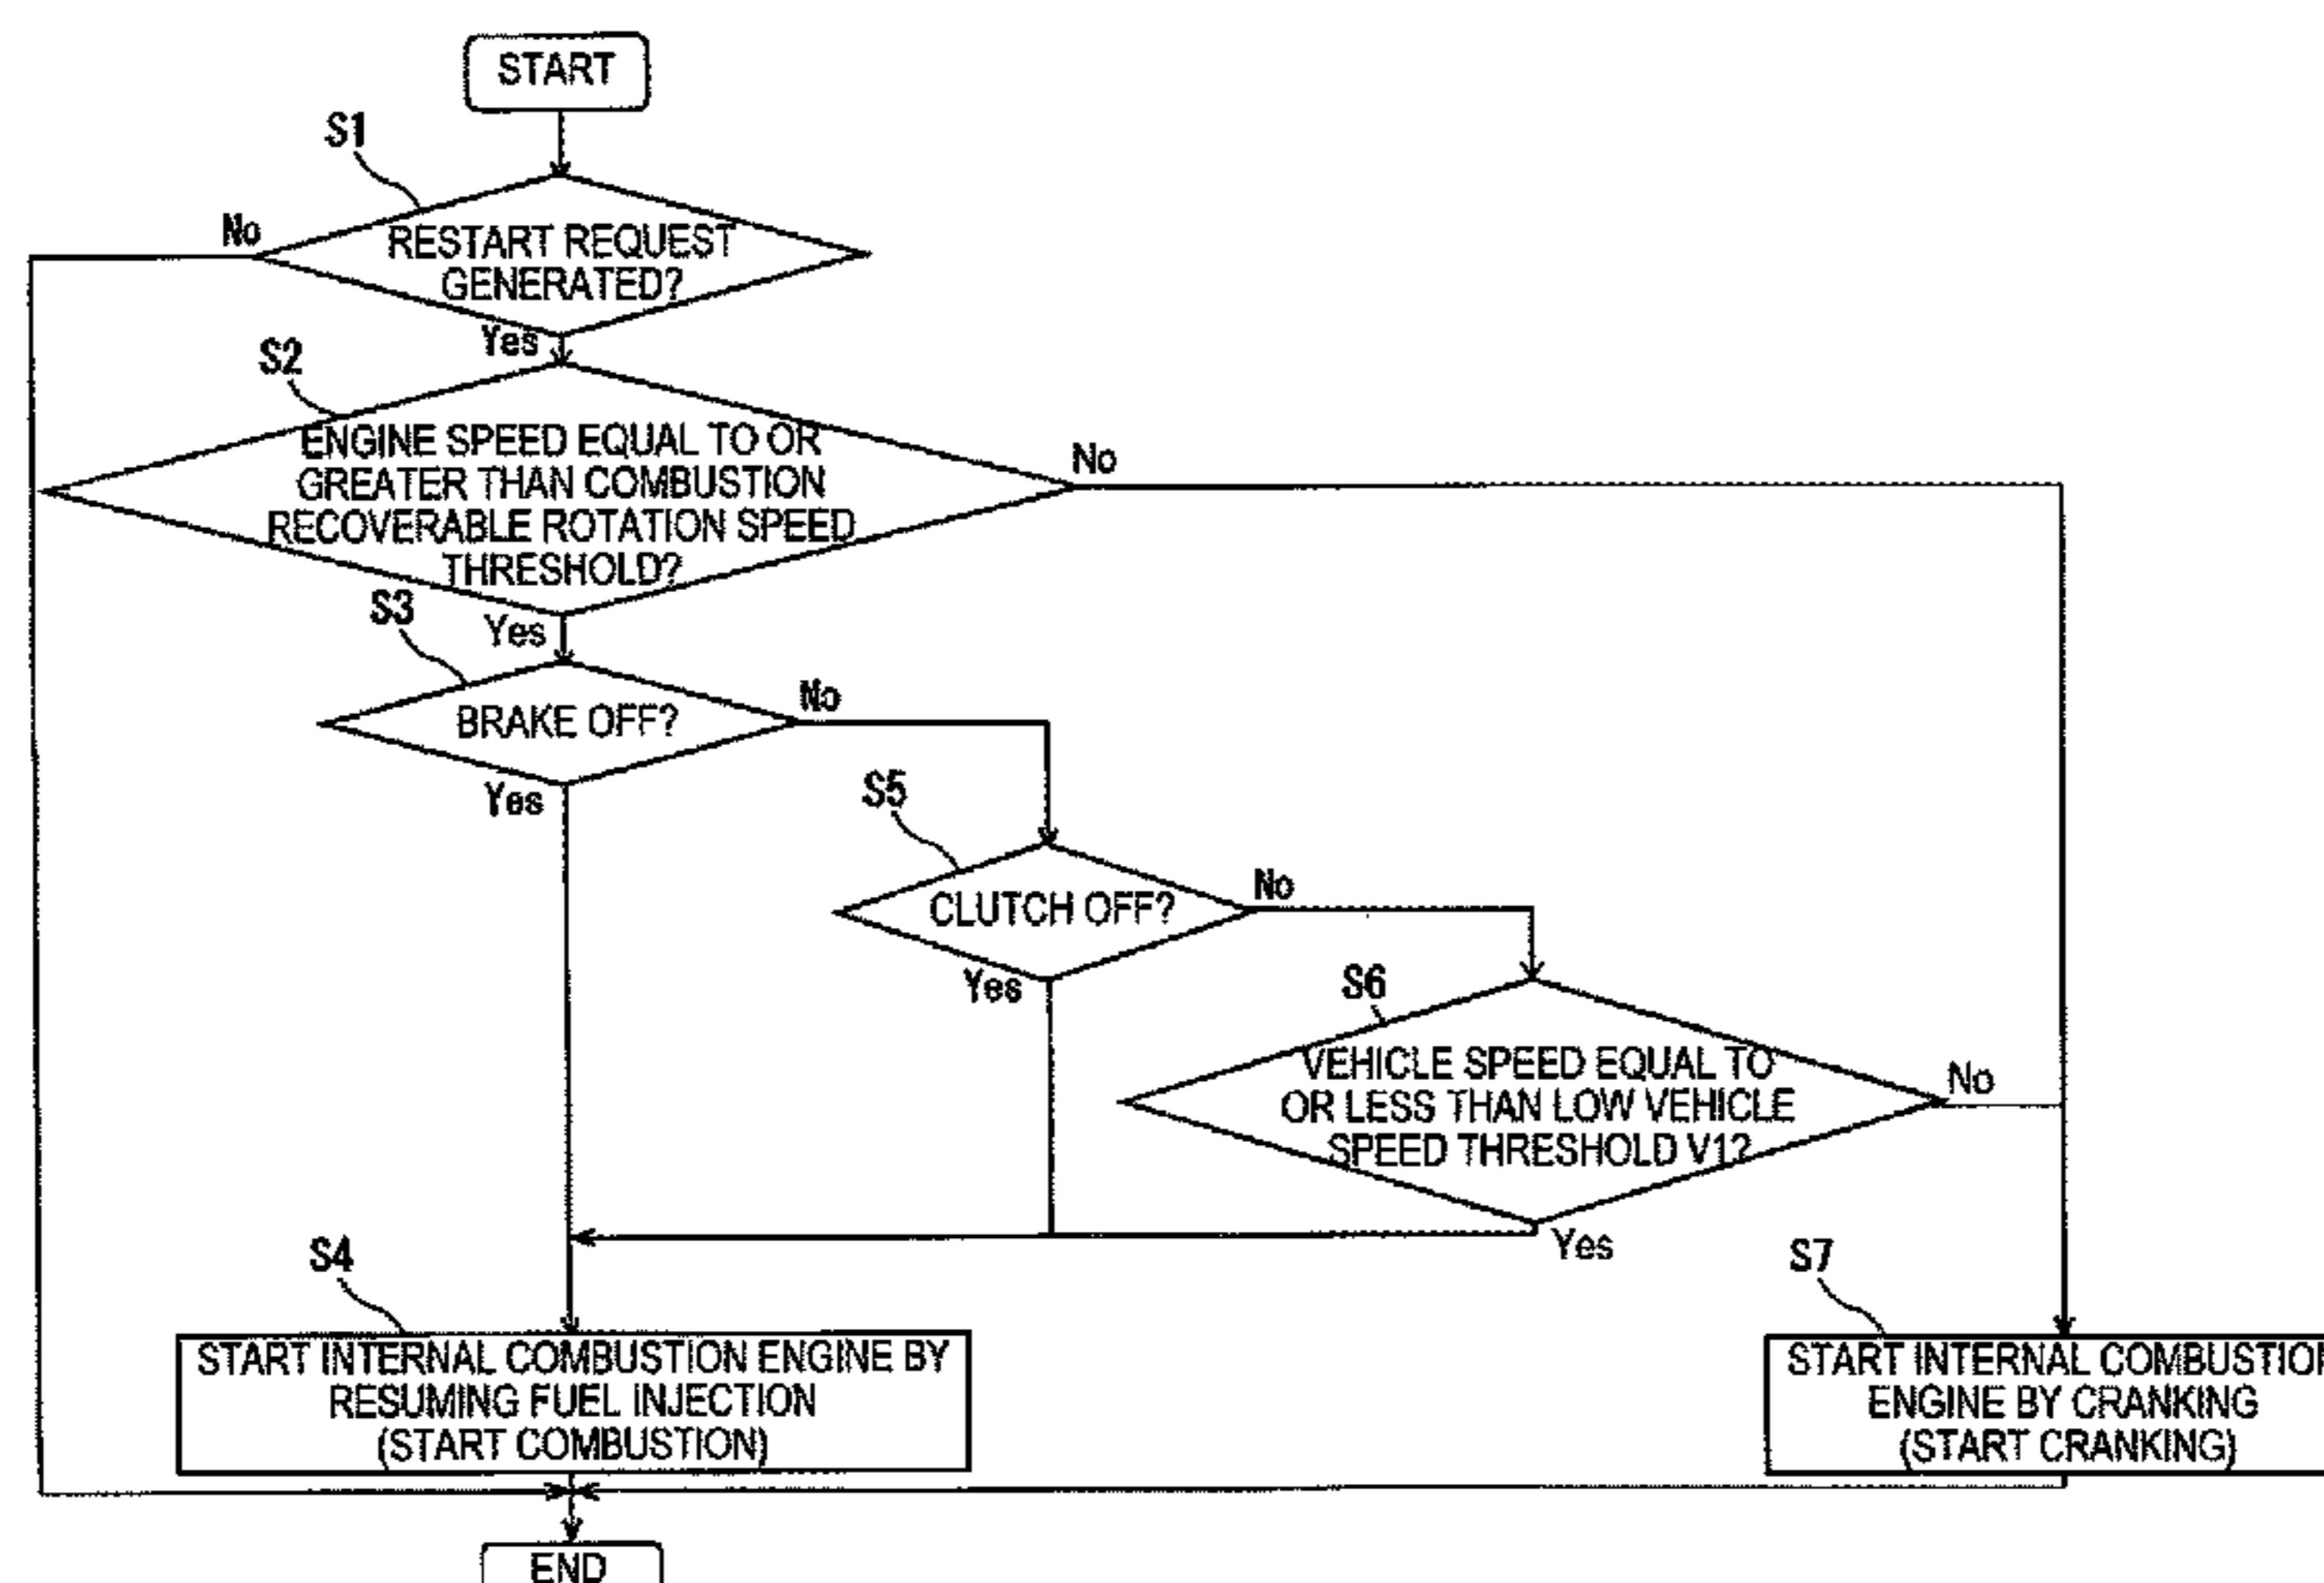 START
S1
No
RESTART REQUEST
GENERATED?
Yes
S2
ENGINE SPEED EQUAL TO OR
GREATER THAN COMBUSTION
RECOVERABLE ROTATION SPEED
THRESHOLD?
No
Yes
S3
BRAKE OFF?
No
Yes
S5
CLUTCH OFF?
No
Yes
S6
VEHICLE SPEED EQUAL TO
OR LESS THAN LOW VEHICLE
SPEED THRESHOLD V1?
No
Yes
S4
START INTERNAL COMBUSTION ENGINE BY
RESUMING FUEL INJECTION
(START COMBUSTION)
S7
START INTERNAL COMBUSTION
ENGINE BY CRANKING
(START CRANKING)
END